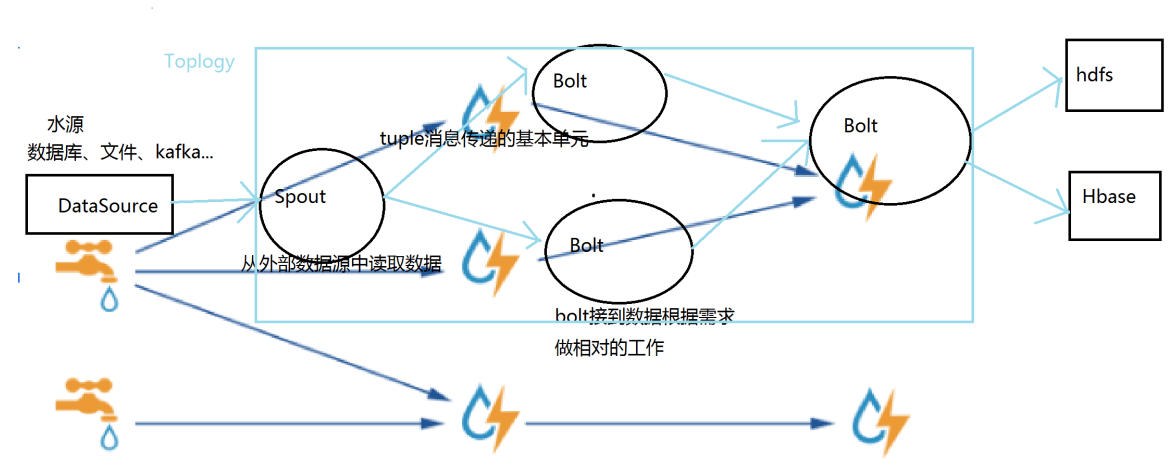 Toplogy
Bolt
hdfs
水源
tuple消息传递的基本单元
Bolt
数据库、文件、kafka...
DataSource
Spout
Hbase
Bolt
从外部数据源中读取数据
bolt接到数据根据需求
做相对的工作